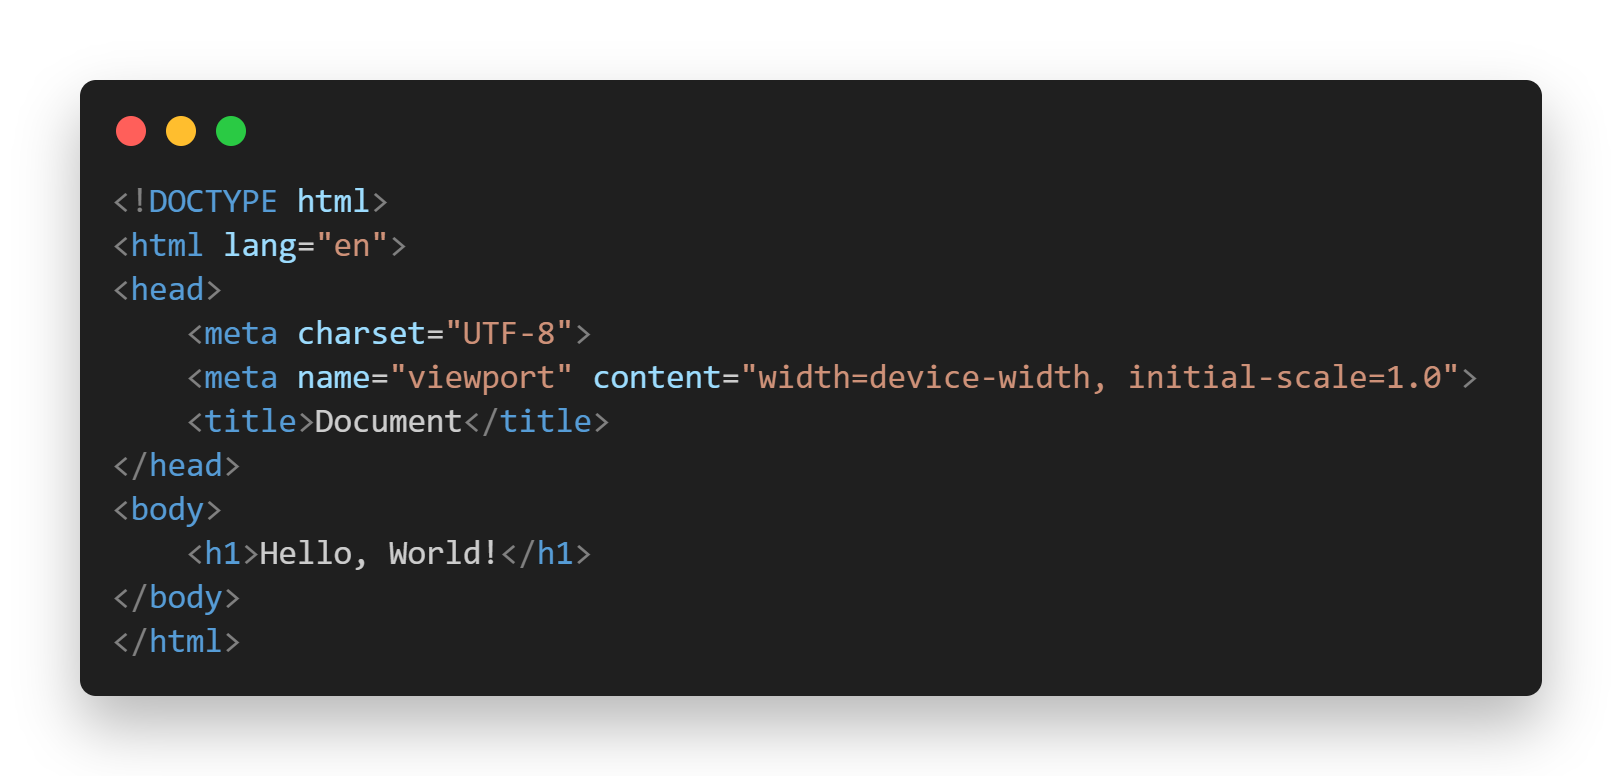 <!DOCTYPE html>
<html lang="en">
<head>
    <meta charset="UTF-8">
    <meta name="viewport" content="width=device-width, initial-scale=1.0">
    <title>Document</title>
</head>
<body>
    <h1>Hello, World!</h1>
</body>
</html>